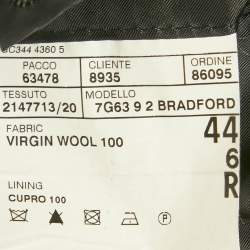 SC344 4360 5
PACCO CLIENTE ORDINE
63478 8935 86095
TESSUTO MODELLO
2147713/20 7G63 9 2 BRADFORD
FABRIC
VIRGIN WOOL 100
44
6
R
LINING
CUPRO 100